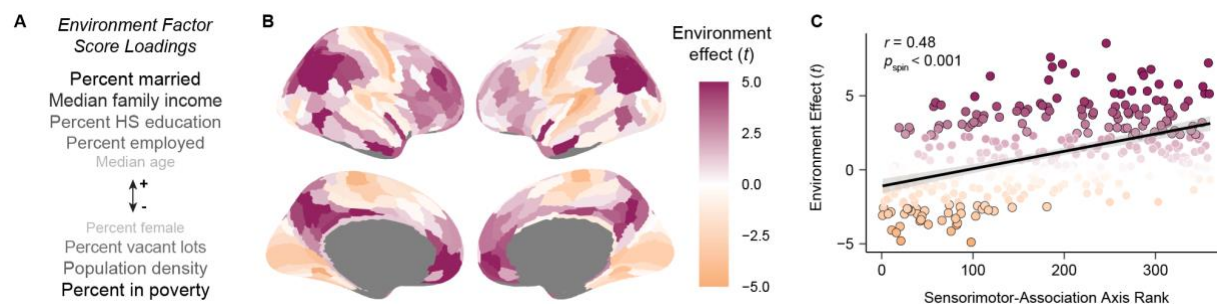 A
Environment Factor
Score Loadings
Percent married
Median family income
Percent HS education
Percent employed
Median age
+
-
Percent female
Percent vacant lots
Population density
Percent in poverty
B
Environment
effect (t)
5.0
2.5
0.0
−2.5
−5.0
C
r = 0.48
pspin < 0.001
Environment Effect (t)
5
0
−5
0
100
200
300
Sensorimotor-Association Axis Rank